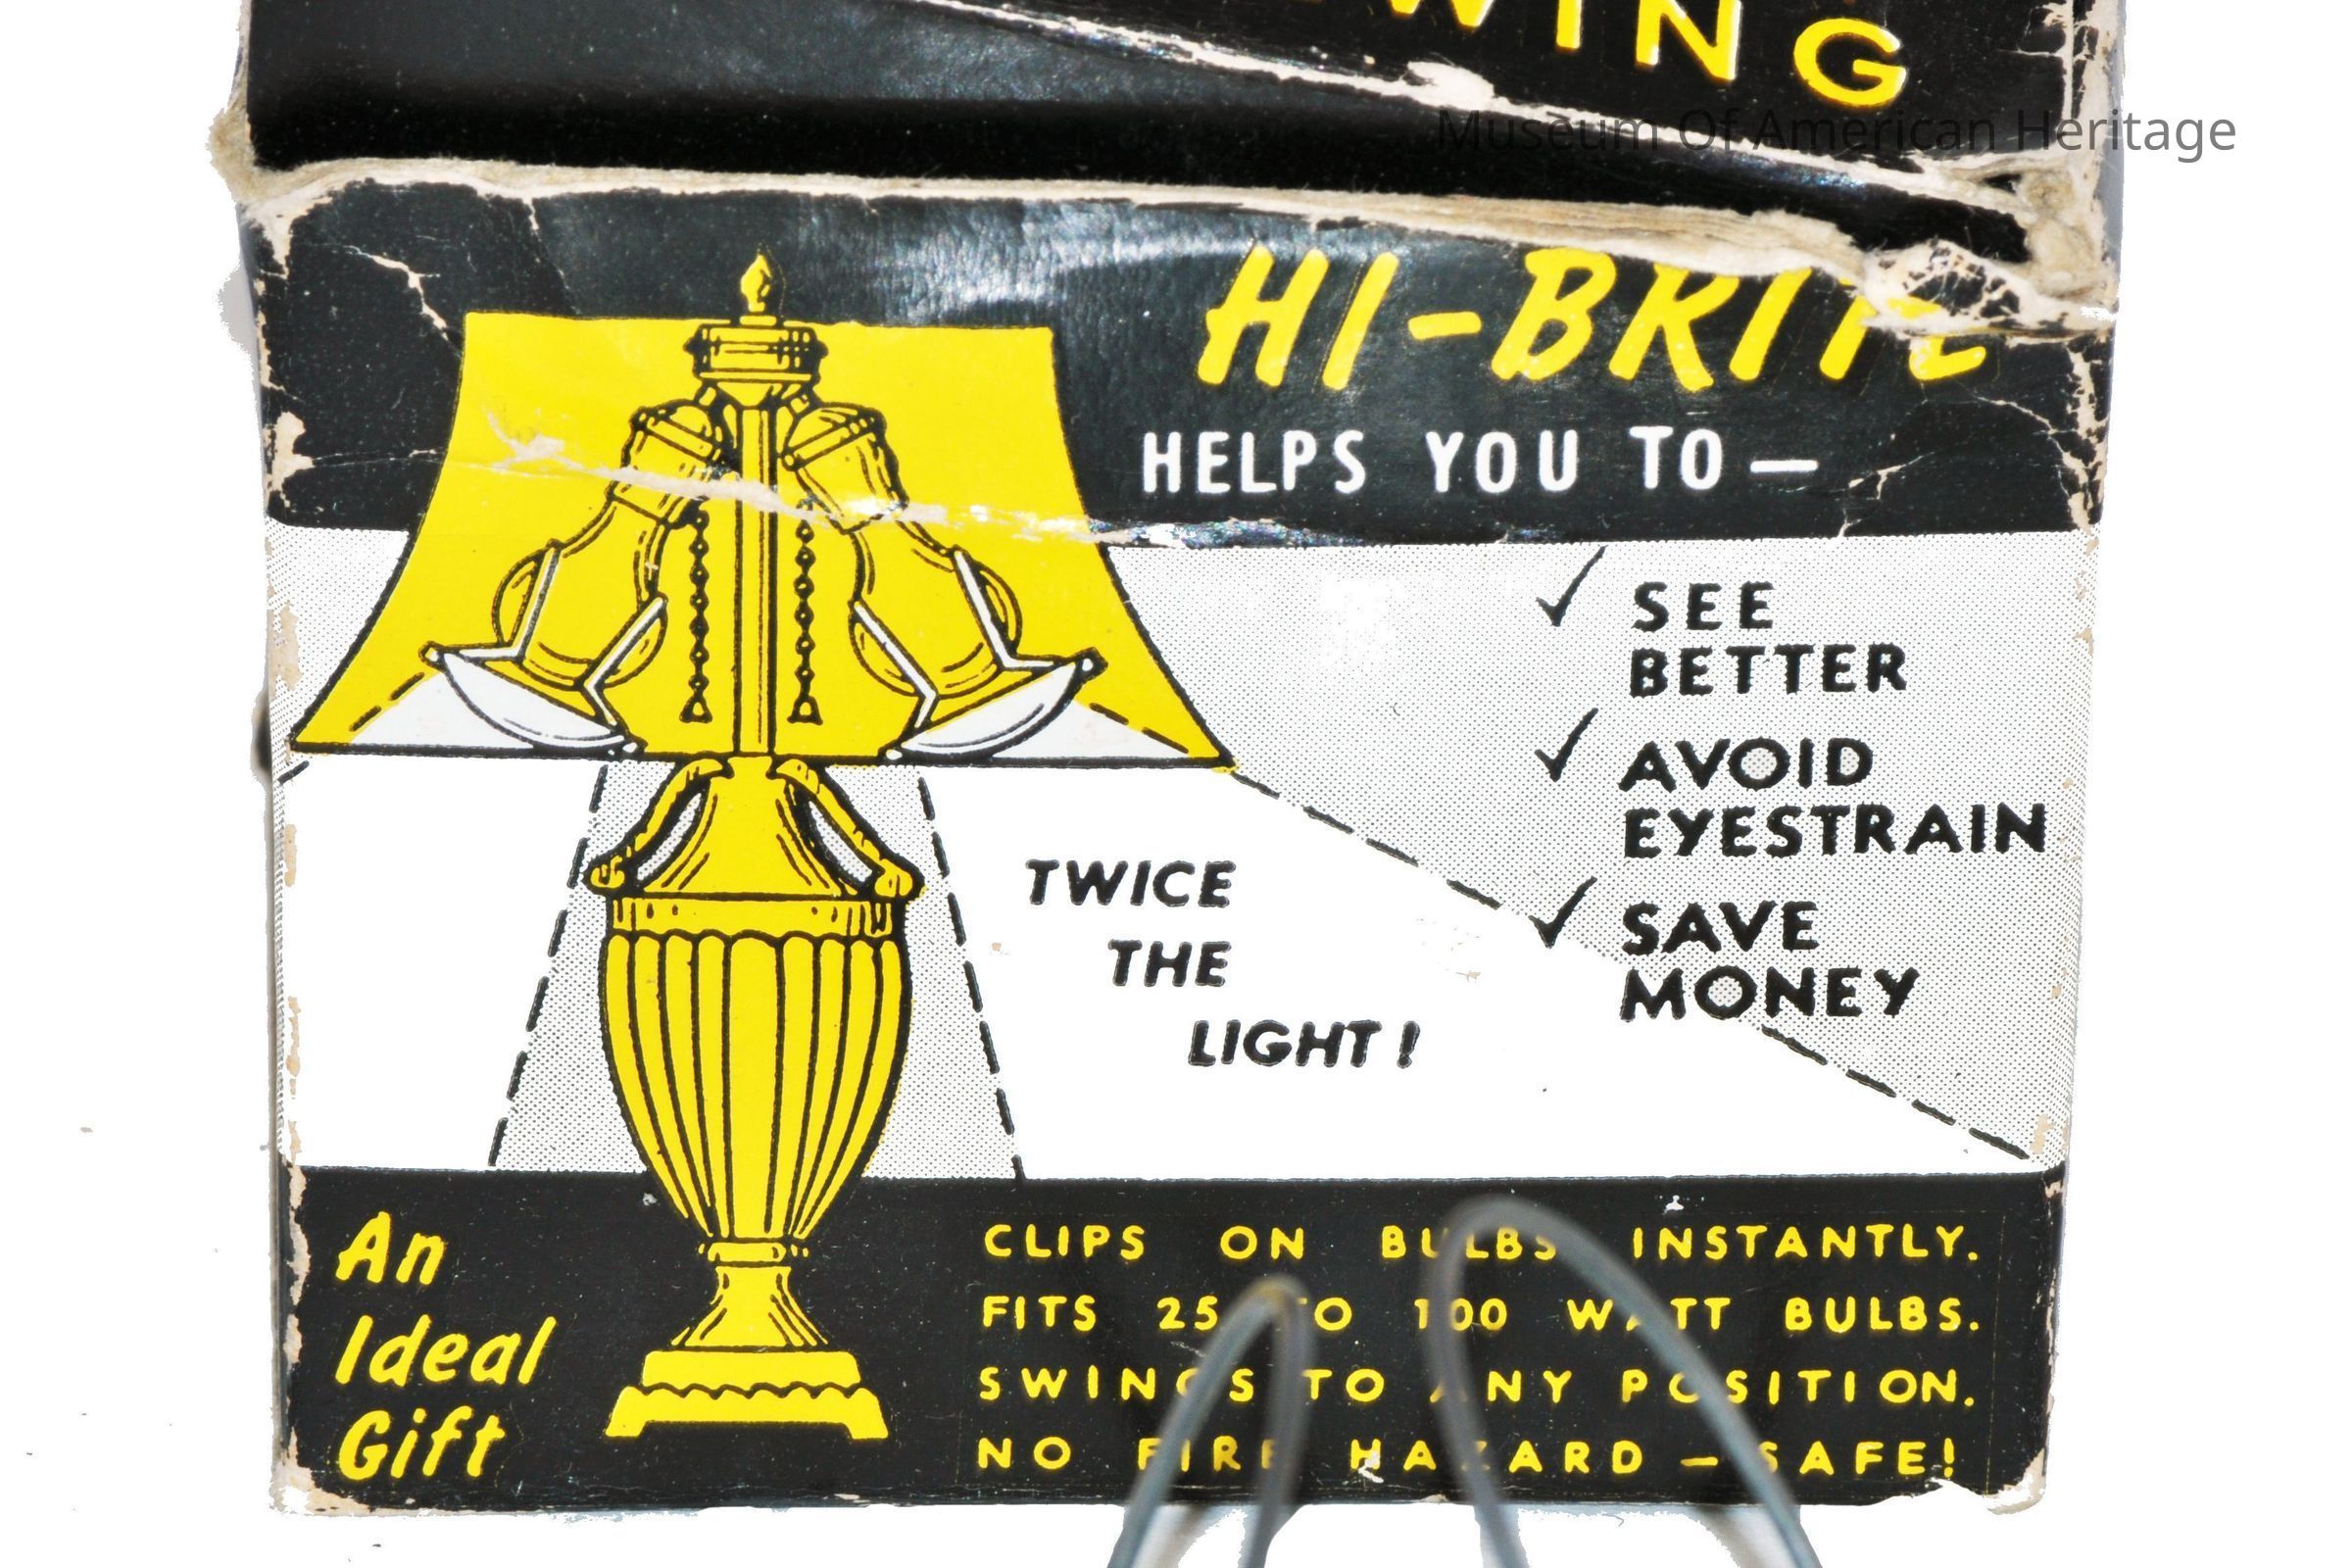 WING
Museum Of American Heritage
HI-BRITE
HELPS YOU TO—
✓ SEE
BETTER
✓ AVOID
EYESTRAIN
✓ SAVE
MONEY
TWICE
THE
LIGHT!
An
Ideal
Gift
CLIPS ON BULBS INSTANTLY.
FITS 25 TO 100 WATT BULBS.
SWINGS TO ANY POSITION.
NO FIRE HAZARD — SAFE!